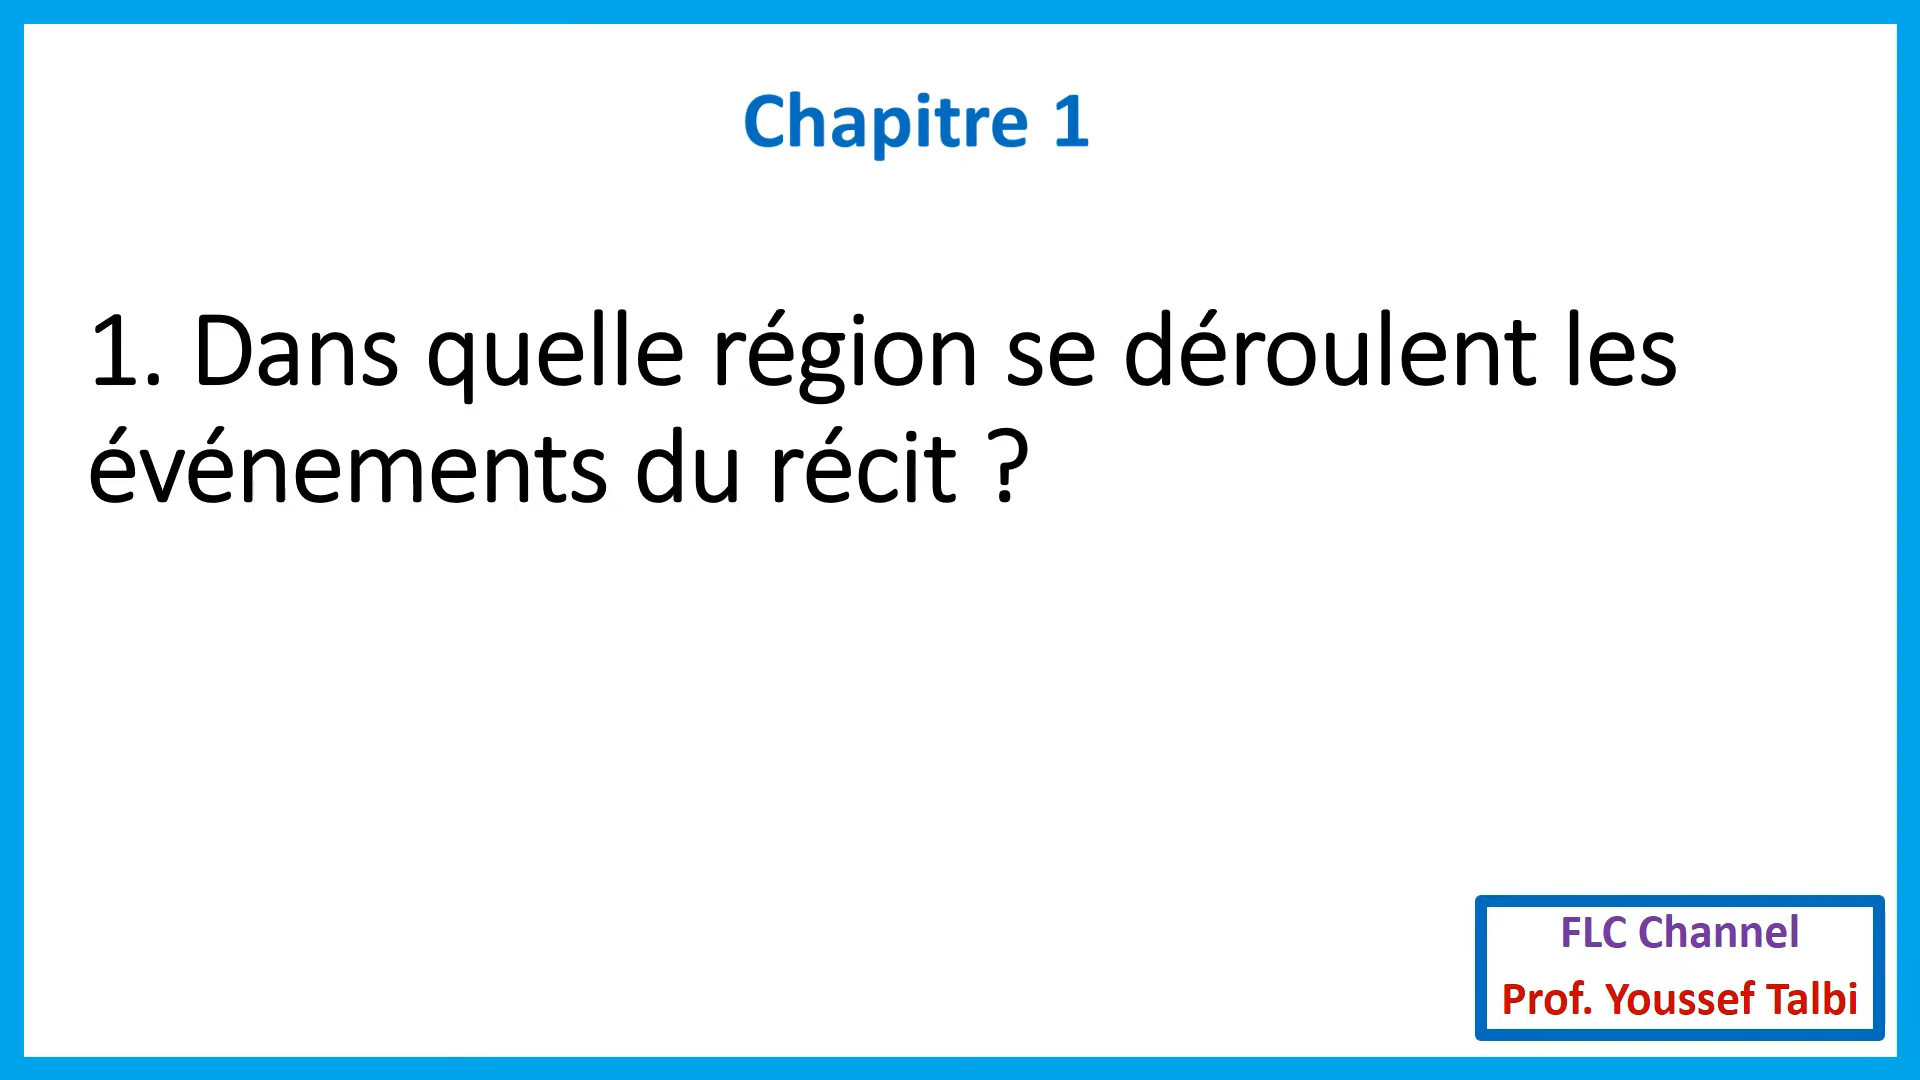 Chapitre 1
1. Dans quelle région se déroulent les
événements du récit ?
FLC Channel
Prof. Youssef Talbi